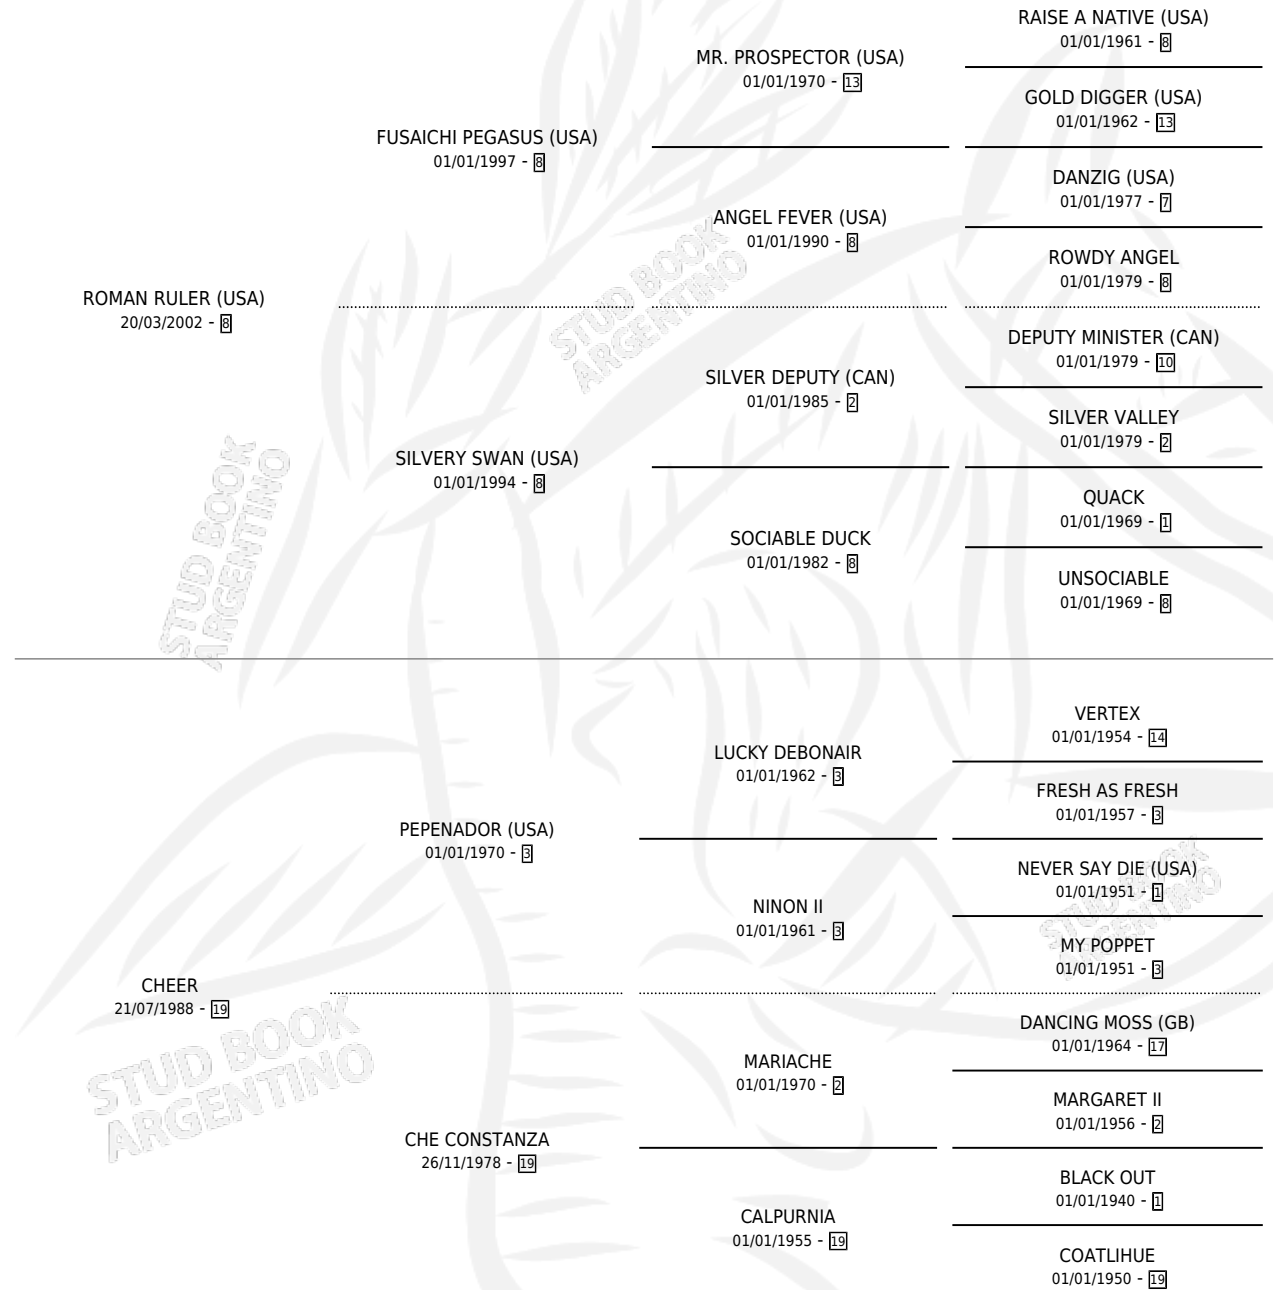 RAISE A NATIVE (USA)
01/01/1961 - 8
MR. PROSPECTOR (USA)
01/01/1970 - 13
GOLD DIGGER (USA)
01/01/1962 - 13
FUSAICHI PEGASUS (USA)
01/01/1997 - 8
DANZIG (USA)
01/01/1977 - 7
ANGEL FEVER (USA)
01/01/1990 - 8
ROWDY ANGEL
01/01/1979 - 8
ROMAN RULER (USA)
20/03/2002 - 8
STUD BOOK
ARGENTINO
DEPUTY MINISTER (CAN)
01/01/1979 - 10
SILVER DEPUTY (CAN)
01/01/1985 - 2
SILVER VALLEY
01/01/1979 - 2
SILVERY SWAN (USA)
01/01/1994 - 8
QUACK
01/01/1969 - 1
SOCIABLE DUCK
01/01/1982 - 8
UNSOCIABLE
01/01/1969 - 8
STUD BOOK
ARGENTINO
VERTEX
01/01/1954 - 14
LUCKY DEBONAIR
01/01/1962 - 3
FRESH AS FRESH
01/01/1957 - 3
PEPENADOR (USA)
01/01/1970 - 3
NEVER SAY DIE (USA)
01/01/1951 - 1
NINON II
01/01/1961 - 3
MY POPPET
01/01/1951 - 3
STUD BOOK
ARGENTINO
CHEER
21/07/1988 - 19
DANCING MOSS (GB)
01/01/1964 - 17
MARIACHE
01/01/1970 - 2
MARGARET II
01/01/1956 - 2
STUD BOOK
ARGENTINO
CHE CONSTANZA
26/11/1978 - 19
BLACK OUT
01/01/1940 - 1
CALPURNIA
01/01/1955 - 19
COATLIHUE
01/01/1950 - 19